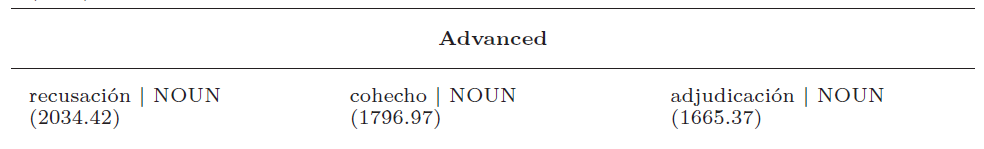 Advanced
recusación | NOUN cohecho | NOUN adjudicación | NOUN
(2034.42) (1796.97) (1665.37)